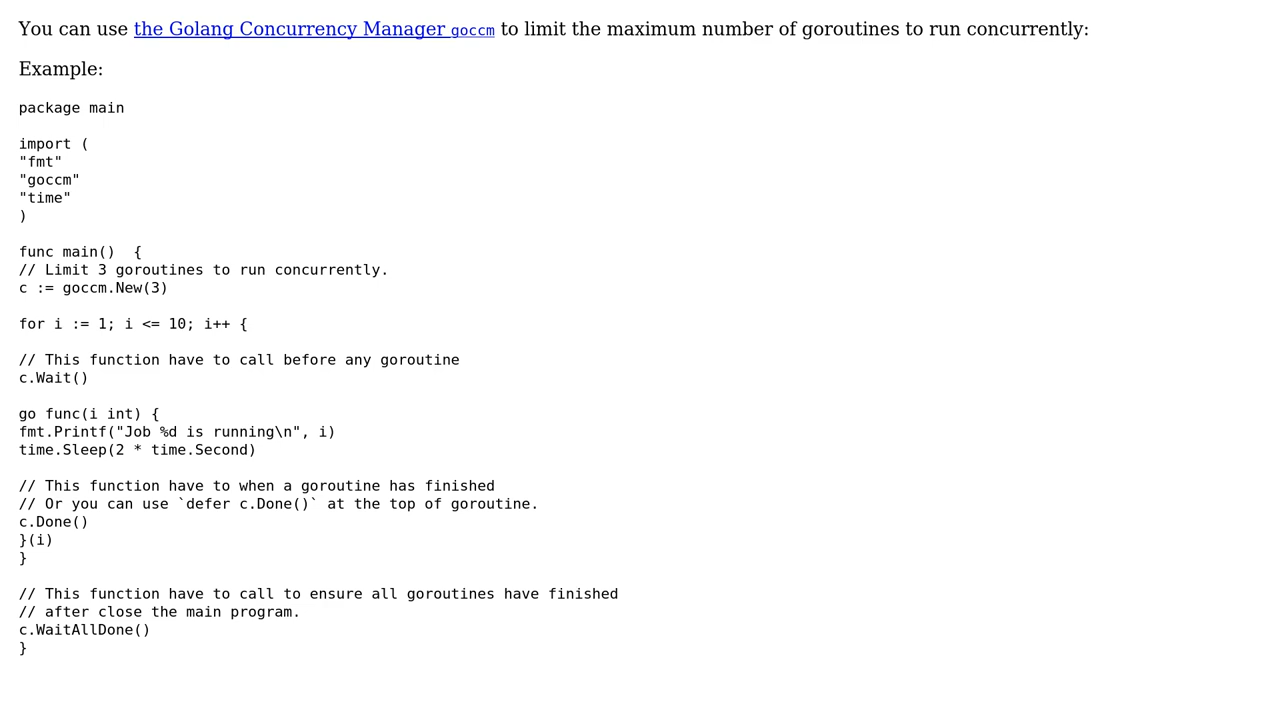 You can use the Golang Concurrency Manager goccm to limit the maximum number of goroutines to run concurrently:
Example:
package main
import (
"fmt"
"goccm"
"time"
)
func main()  {
// Limit 3 goroutines to run concurrently.
c := goccm.New(3)
for i := 1; i <= 10; i++ {
// This function have to call before any goroutine
c.Wait()
go func(i int) {
fmt.Printf("Job %d is running\n", i)
time.Sleep(2 * time.Second)
// This function have to when a goroutine has finished
// Or you can use `defer c.Done()` at the top of goroutine.
c.Done()
}(i)
}
// This function have to call to ensure all goroutines have finished
// after close the main program.
c.WaitAllDone()
}